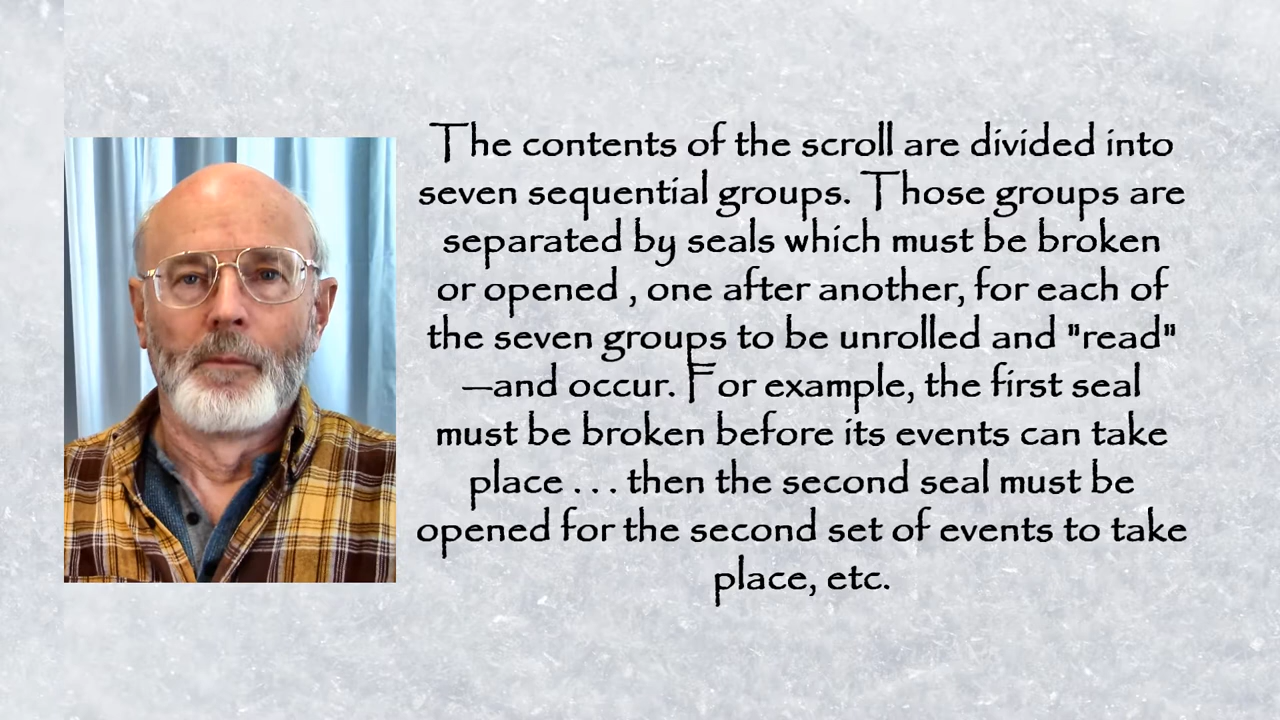 The contents of the scroll are divided into
seven sequential groups. Those groups are
separated by seals which must be broken
or opened , one after another, for each of
the seven groups to be unrolled and "read"
—and occur. For example, the first seal
must be broken before its events can take
place . . . then the second seal must be
opened for the second set of events to take
place, etc.